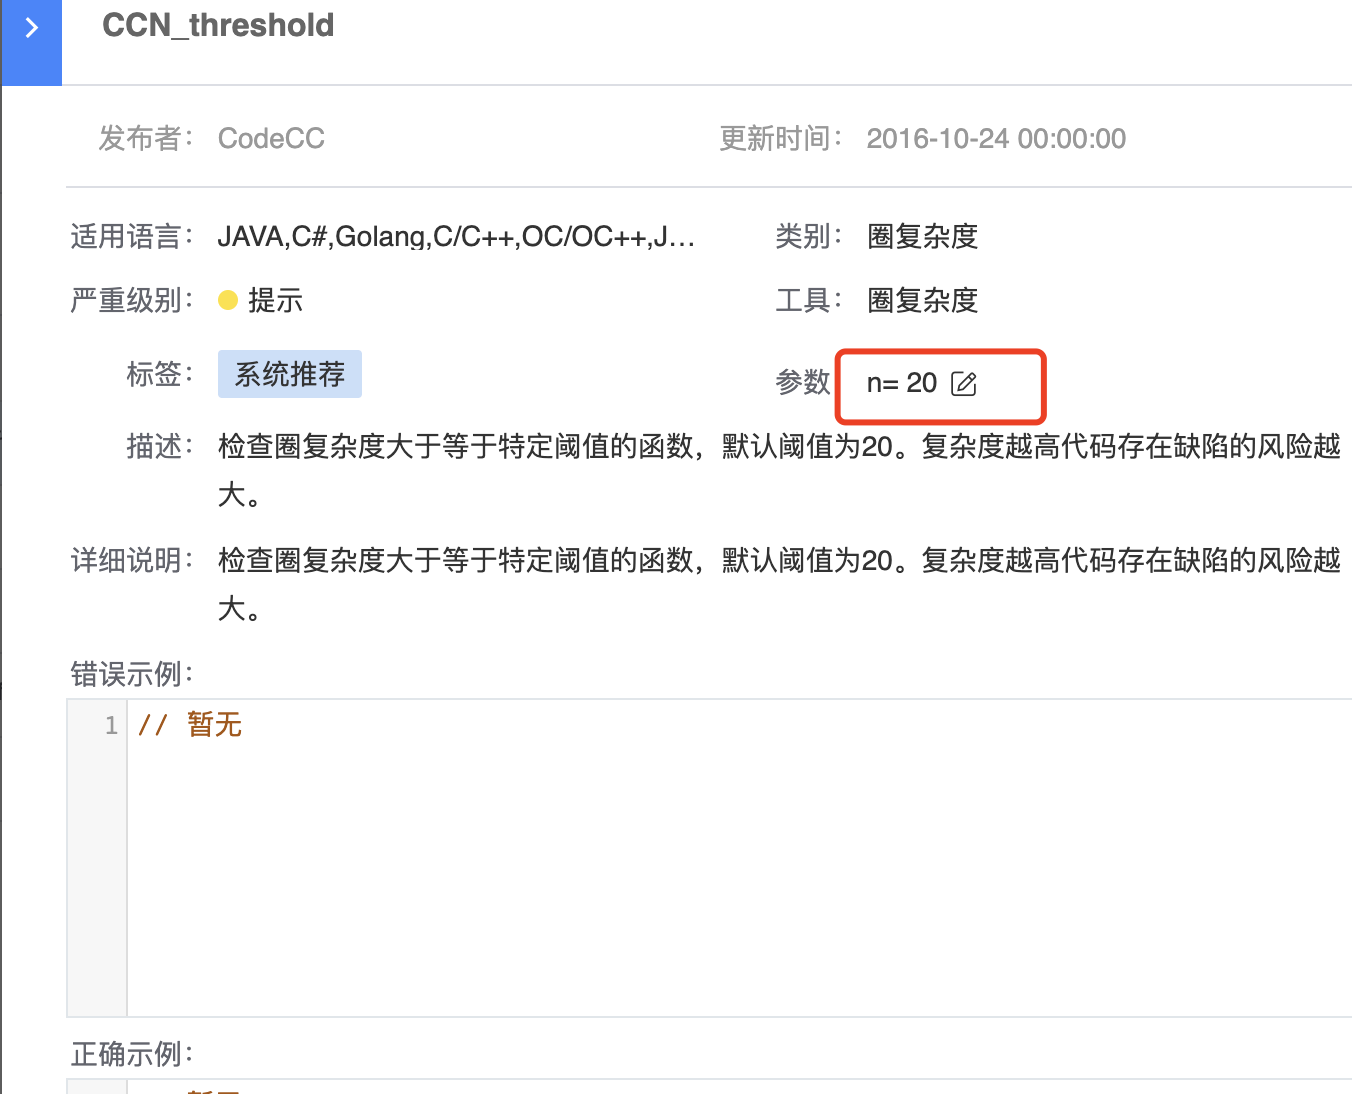 CCN_threshold
发布者： CodeCC
更新时间： 2016-10-24 00:00:00
适用语言： JAVA,C#,Golang,C/C++,OC/OC++,J...
类别： 圈复杂度
严重级别： 提示
工具： 圈复杂度
标签： 系统推荐
参数 n= 20
描述： 检查圈复杂度大于等于特定阈值的函数，默认阈值为20。复杂度越高代码存在缺陷的风险越
大。
详细说明： 检查圈复杂度大于等于特定阈值的函数，默认阈值为20。复杂度越高代码存在缺陷的风险越
大。
错误示例：
1 // 暂无
正确示例：